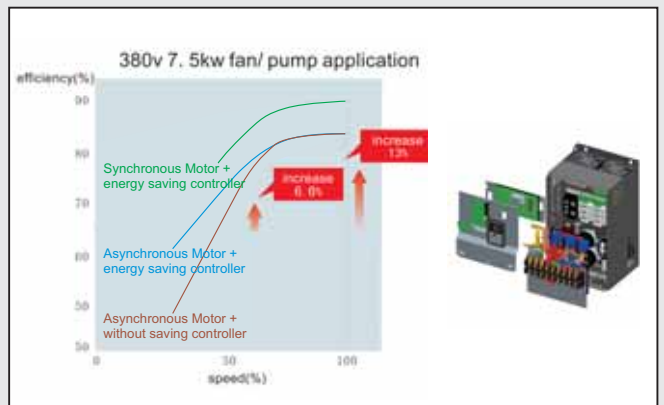 380v 7. 5kw fan/ pump application
efficiency(%)
90
80
70
60
50
50
Synchronous Motor +
energy saving controller
Asynchronous Motor +
energy saving controller
Asynchronous Motor +
without saving controller
increase
6. 6%
increase
13%
0
50
100
speed(%)